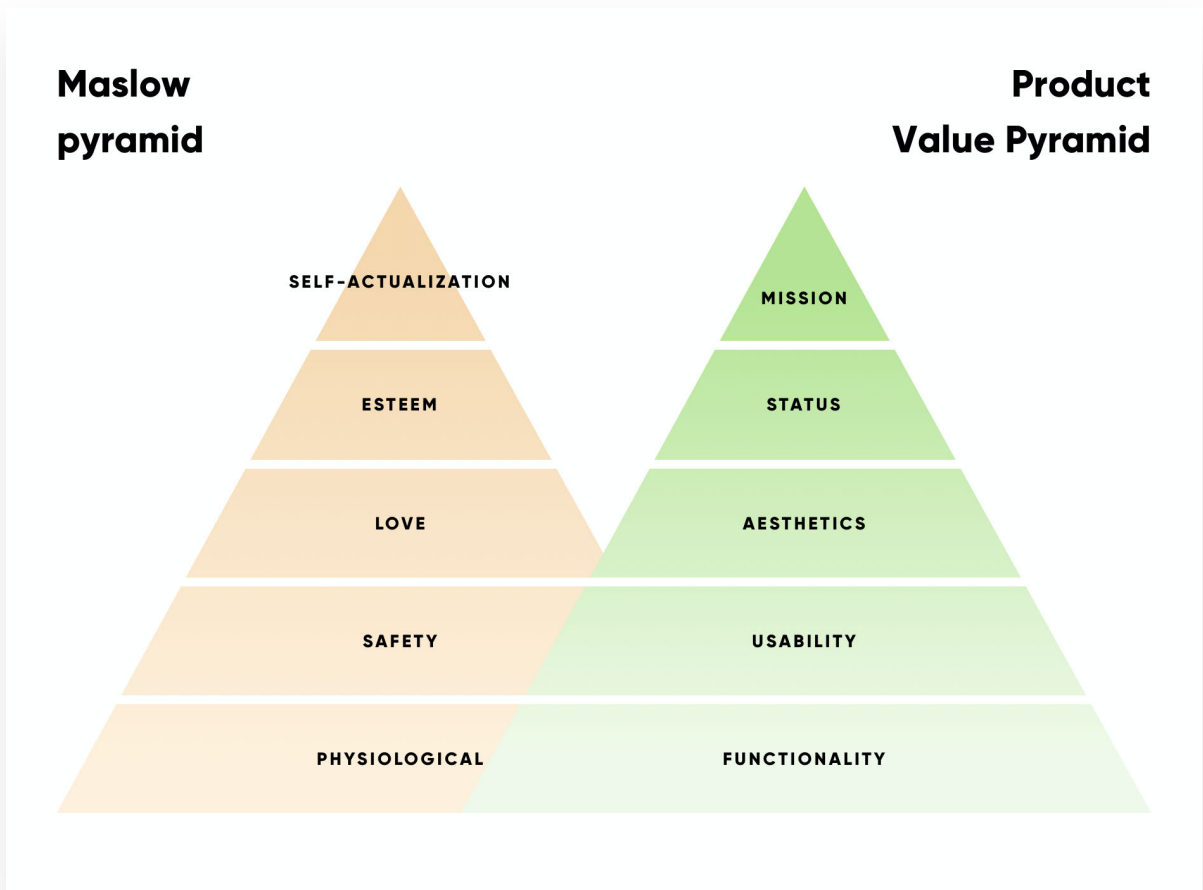 Maslow
pyramid
Product
Value Pyramid
SELF-ACTUALIZATION
MISSION
ESTEEM
STATUS
LOVE
AESTHETICS
SAFETY
USABILITY
PHYSIOLOGICAL
FUNCTIONALITY